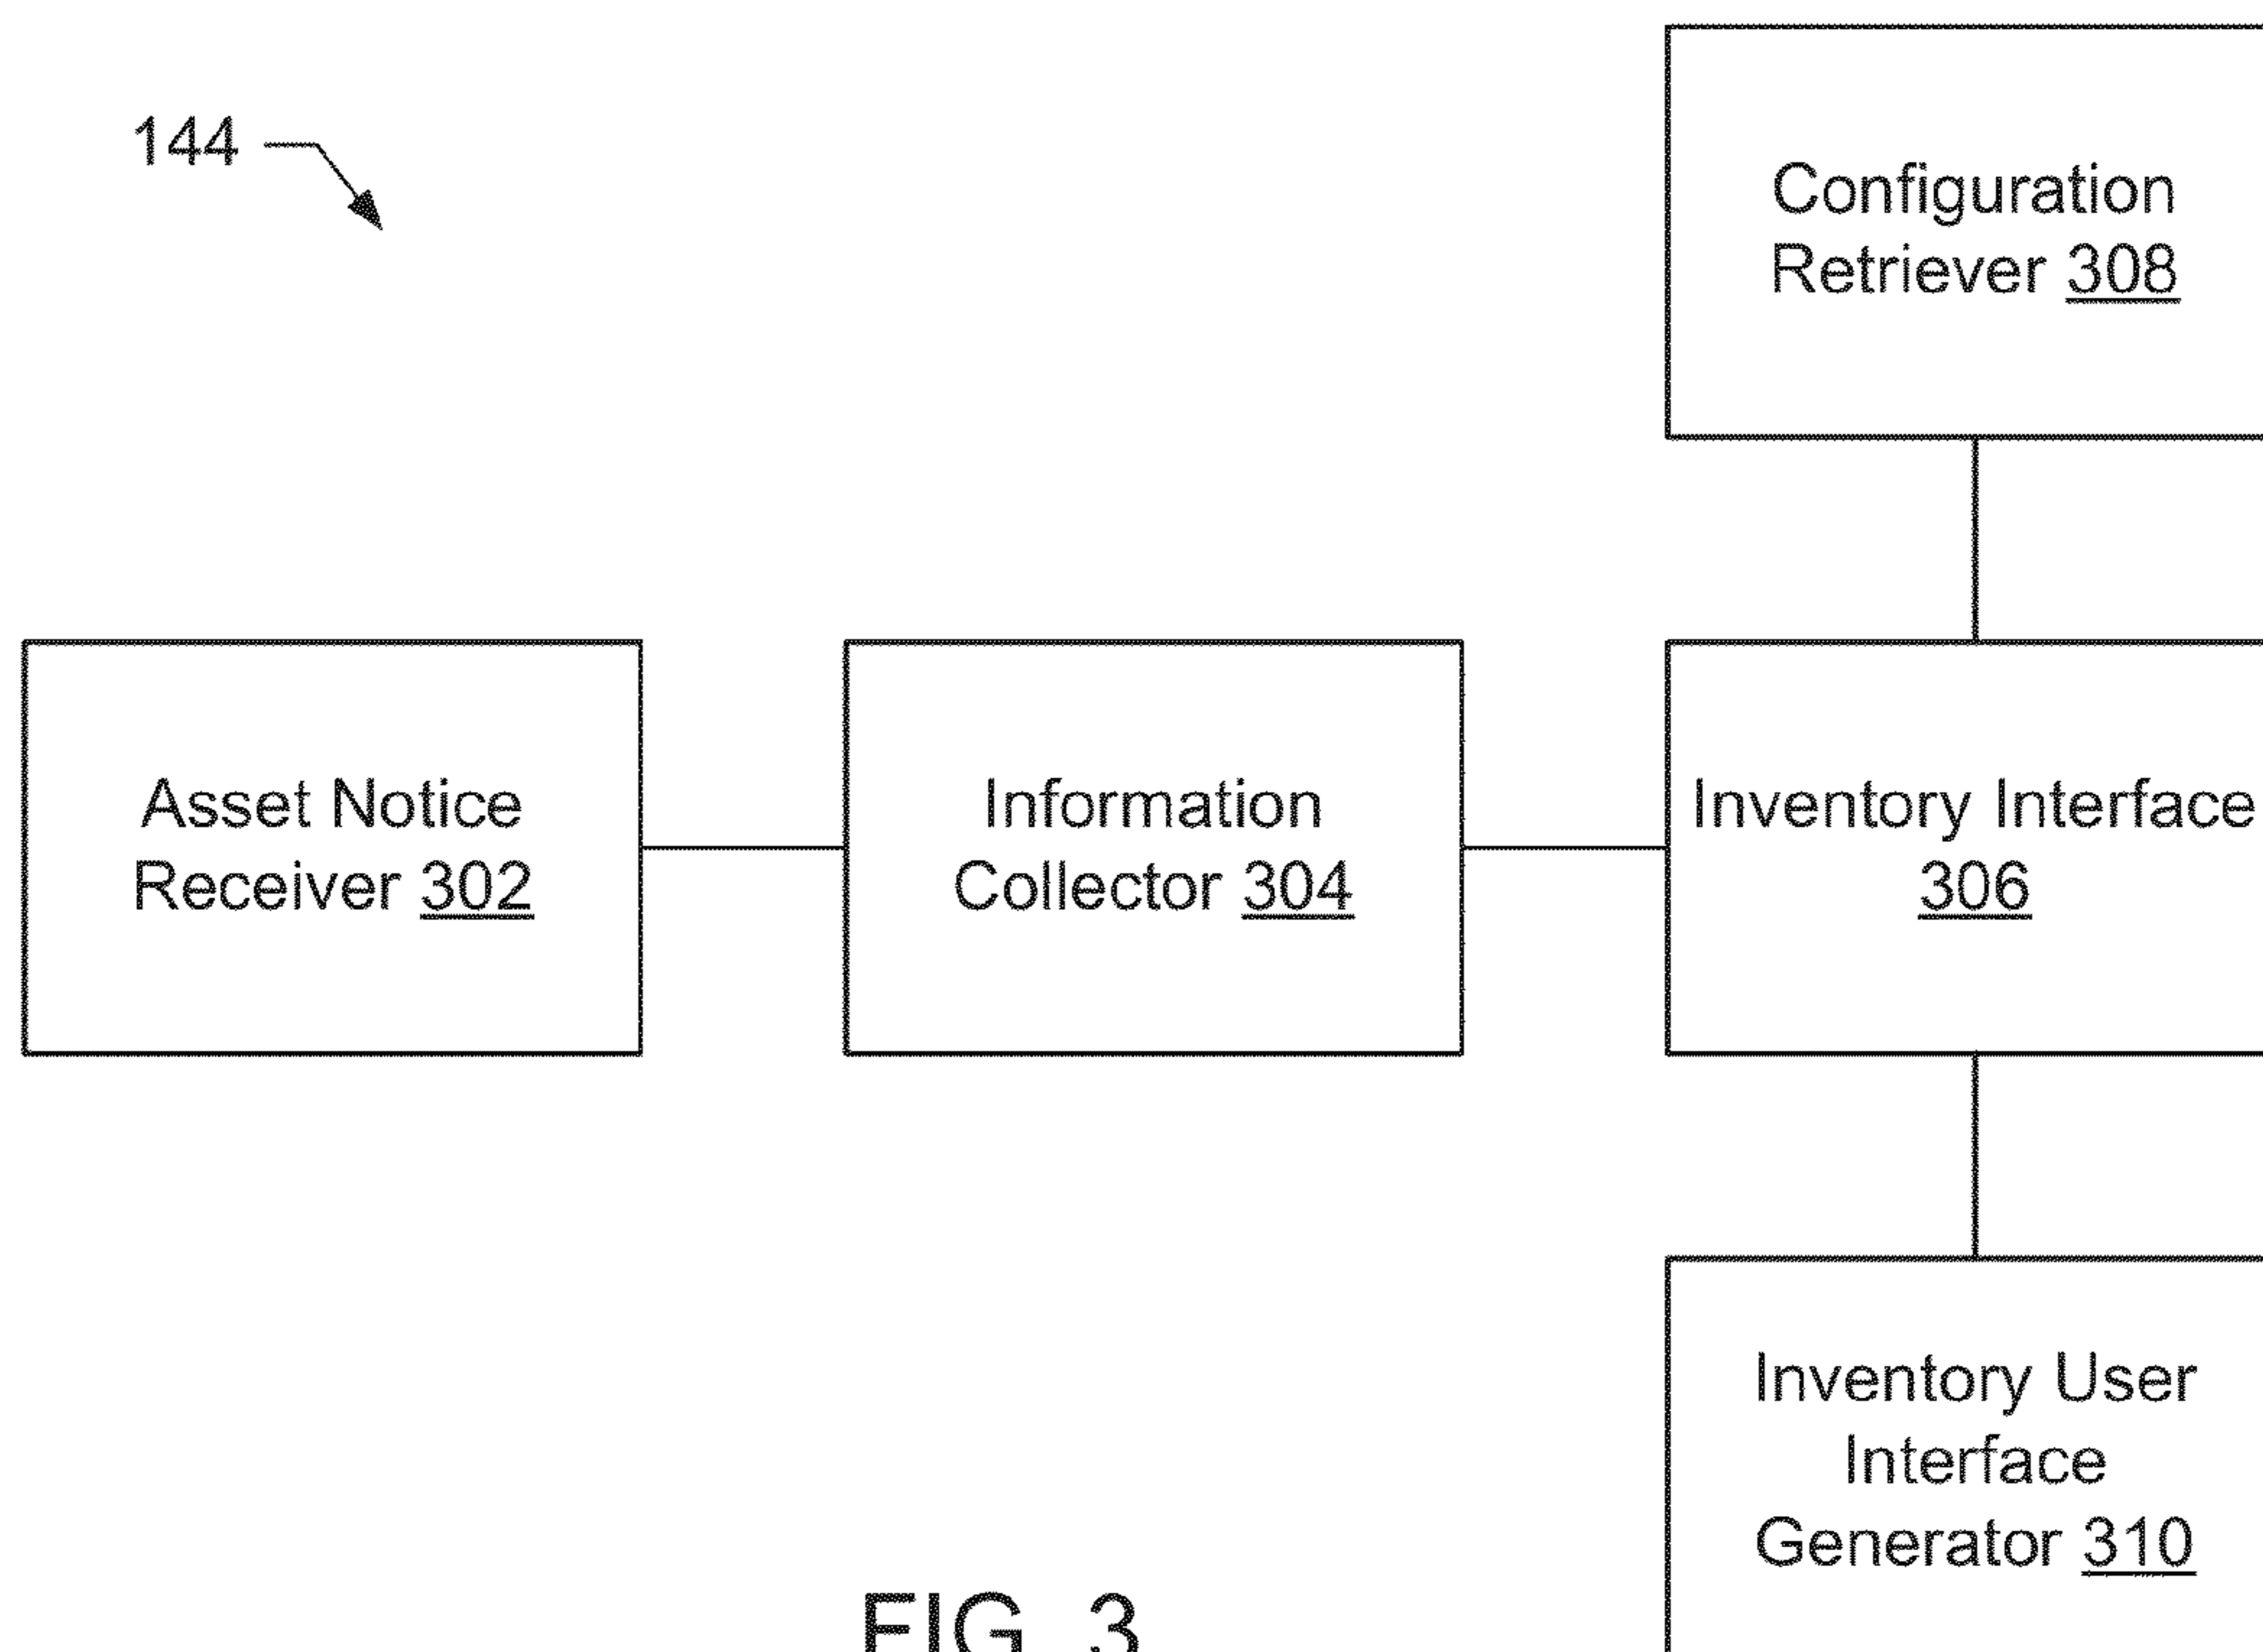 144
Configuration
Retriever 308
Asset Notice
Receiver 302
Information
Collector 304
Inventory Interface
306
Inventory User
Interface
Generator 310
FIG. 3